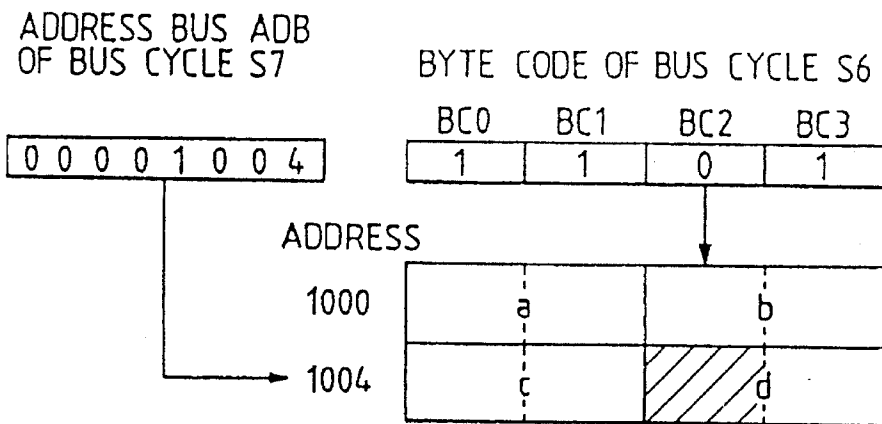 ADDRESS BUS ADB
OF BUS CYCLE S7
BYTE CODE OF BUS CYCLE S6
BC0 BC1 BC2 BC3
0 0 0 0 1 0 0 4
1 1 0 1
ADDRESS
1000 a b
1004 c d